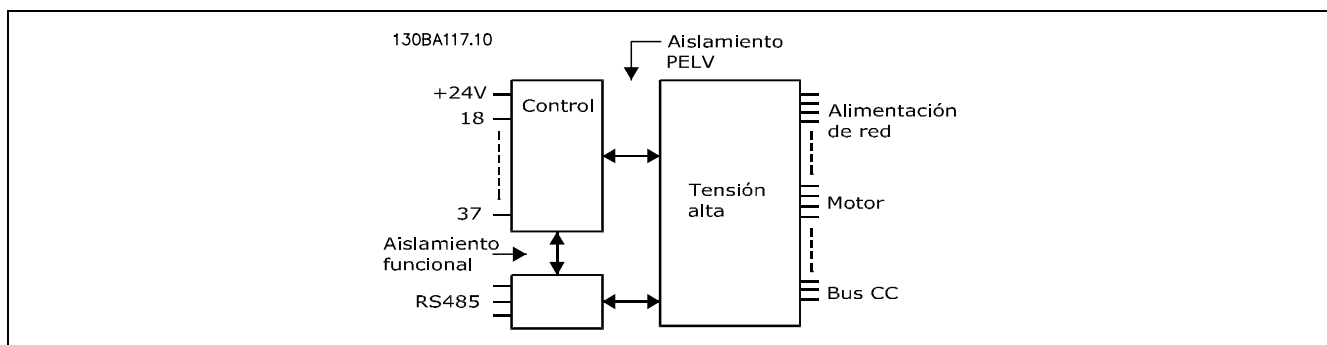 130BA117.10
Aislamiento
PELV
+24V
Control
18
37
Aislamiento
funcional
RS485
Tensión
alta
Alimentación
de red
Motor
Bus CC